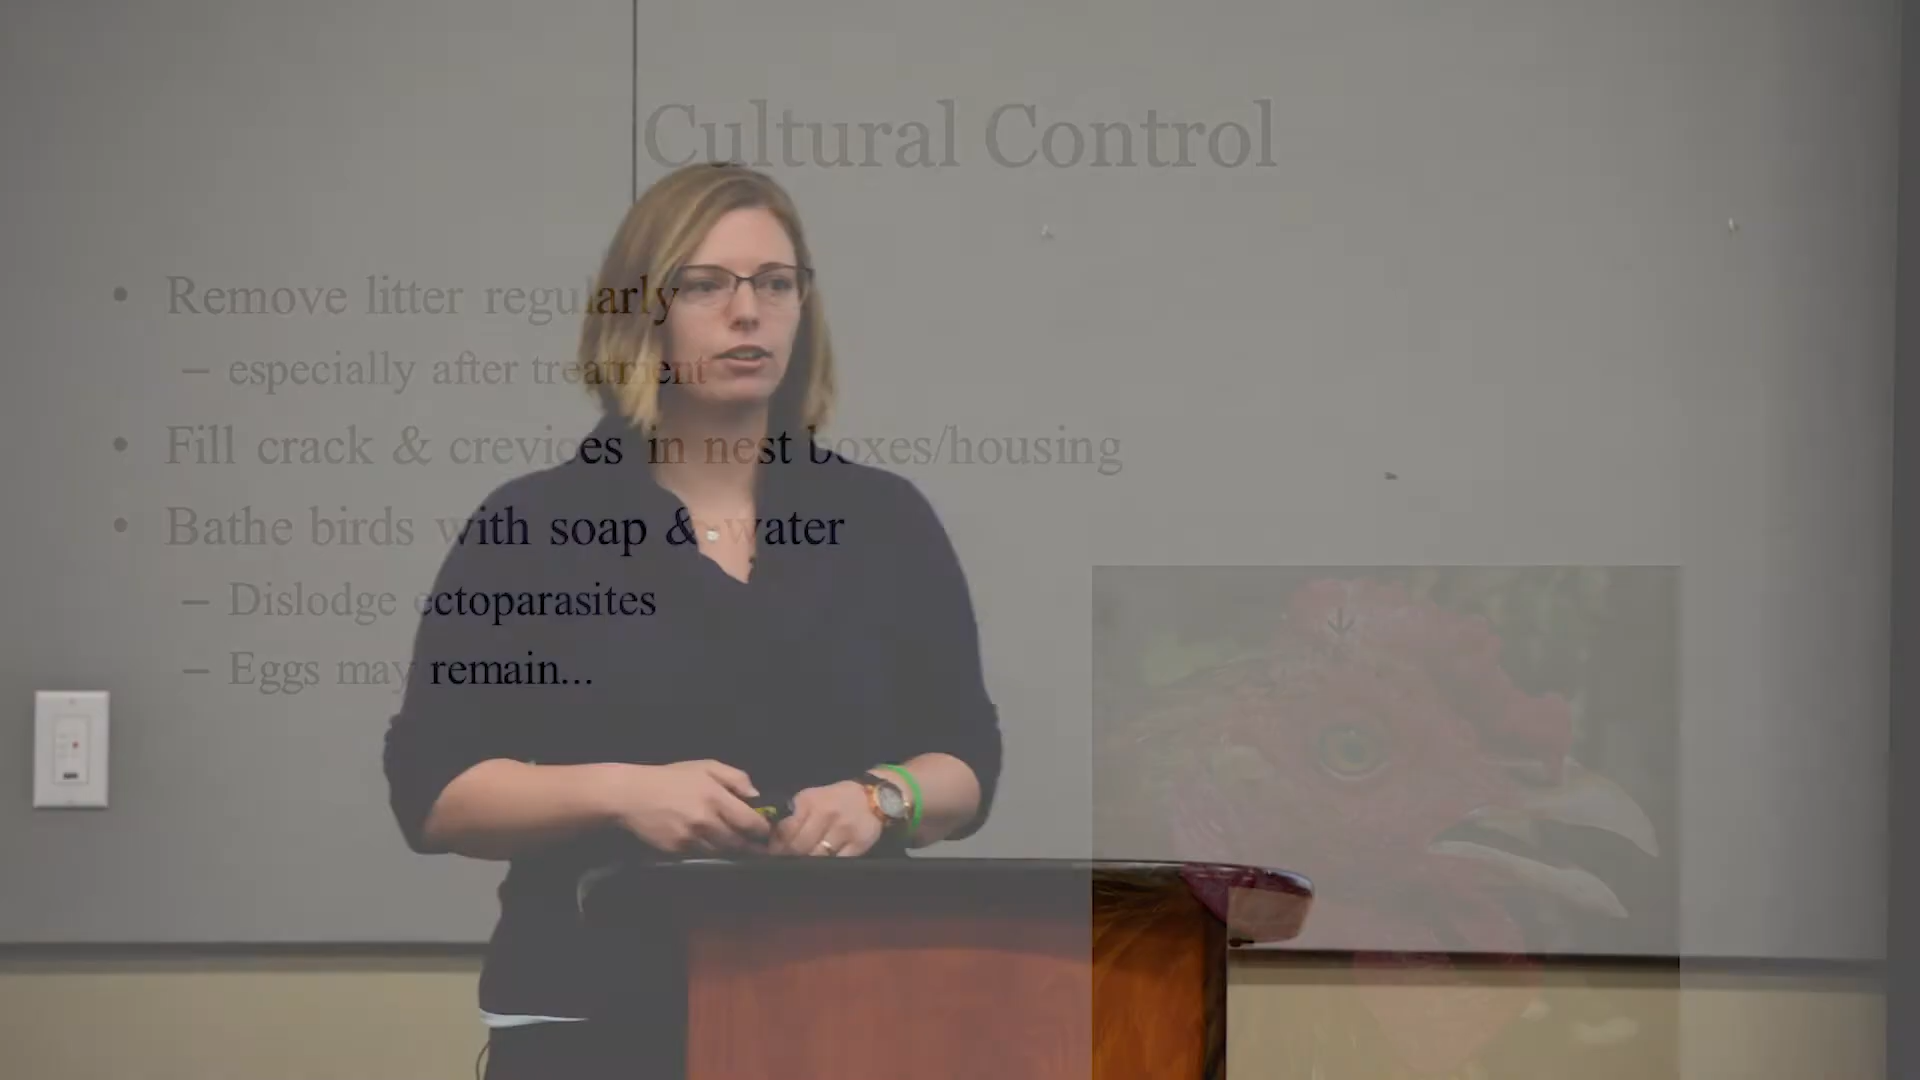 Cultural Control
• Remove litter regularly
– especially after treatment
• Fill crack & crevices in nest boxes/housing
• Bathe birds with soap & water
– Dislodge ectoparasites
– Eggs may remain...